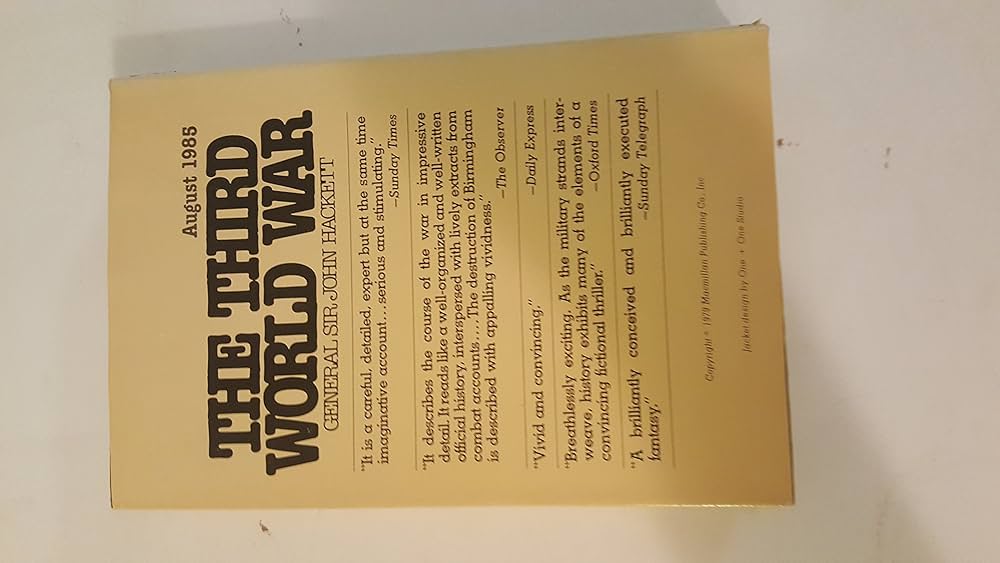 August 1985
THE THIRD
WORLD WAR
GENERAL SIR JOHN HACKETT
"It is a careful, detailed, expert but at the same time
imaginative account...serious and stimulating."
—Sunday Times
"It describes the course of the war in impressive
detail. It reads like a well-organized and well-written
official history, interspersed with lively extracts from
combat accounts.... The destruction of Birmingham
is described with appalling vividness."
—The Observer
"Vivid and convincing."
—Daily Express
"Breathlessly exciting. As the military strands inter-
weave, history exhibits many of the elements of a
convincing fictional thriller."
—Oxford Times
"A brilliantly conceived and brilliantly executed
fantasy."
—Sunday Telegraph
Copyright © 1979 Macmillan Publishing Co., Inc
Jacket design by One + One Studio